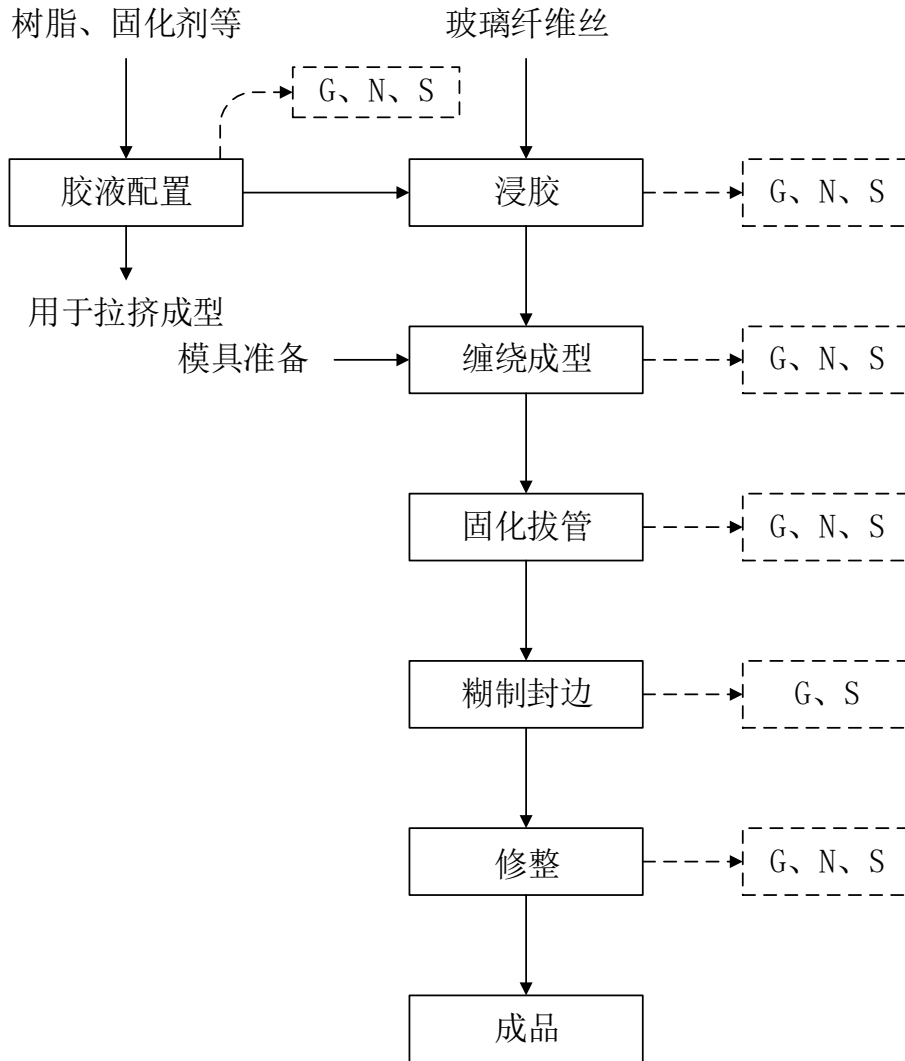 树脂、固化剂等
玻璃纤维丝
G、N、S
胶液配置
浸胶
G、N、S
用于拉挤成型
模具准备
缠绕成型
G、N、S
固化拔管
G、N、S
糊制封边
G、S
修整
G、N、S
成品